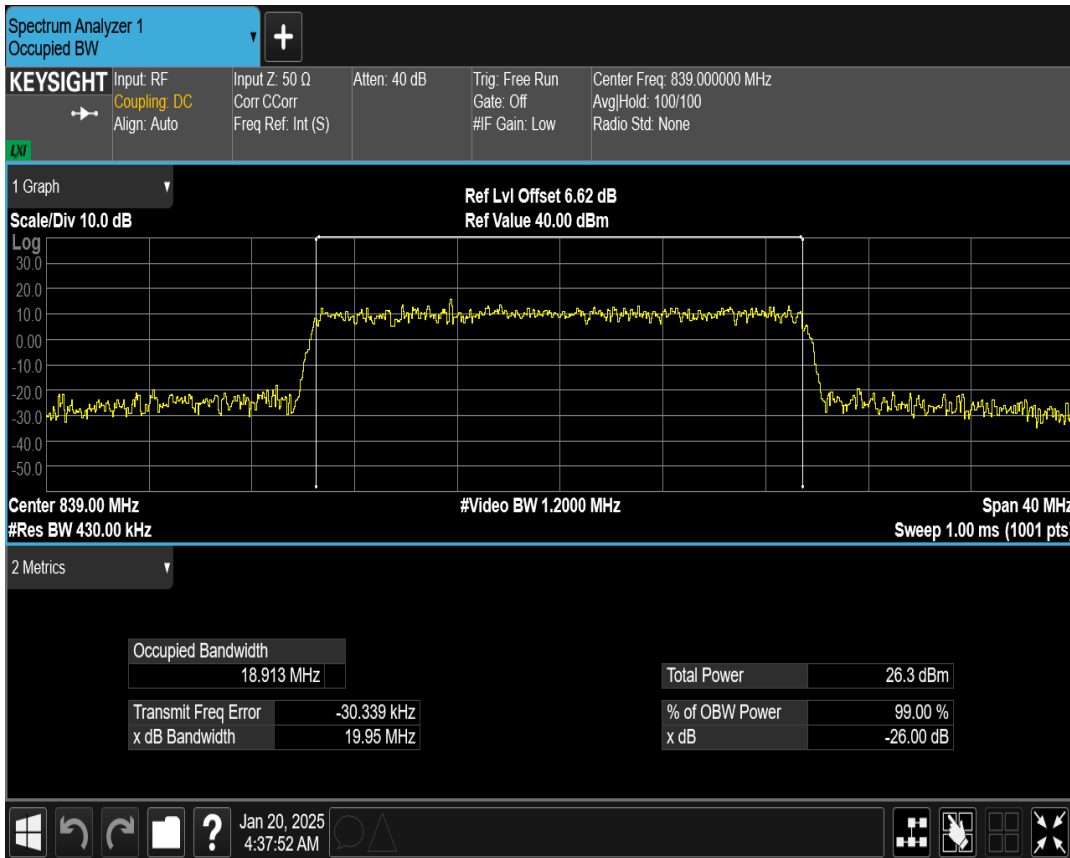 Spectrum Analyzer 1
Occupied BW
KEYSIGHT
LXI
Input: RF
Coupling: DC
Align: Auto
Input Z: 50 Ω
Corr CCorr
Freq Ref: Int (S)
Atten: 40 dB
Trig: Free Run
Gate: Off
#IF Gain: Low
Center Freq: 839.000000 MHz
Avg|Hold: 100/100
Radio Std: None
1 Graph
Scale/Div 10.0 dB
Ref Lvl Offset 6.62 dB
Ref Value 40.00 dBm
Log
30.0
20.0
10.0
0.00
-10.0
-20.0
-30.0
-40.0
-50.0
Center 839.00 MHz
#Video BW 1.2000 MHz
Span 40 MHz
#Res BW 430.00 kHz
Sweep 1.00 ms (1001 pts)
2 Metrics
Occupied Bandwidth
18.913 MHz
Transmit Freq Error -30.339 kHz
x dB Bandwidth 19.95 MHz
Total Power 26.3 dBm
% of OBW Power 99.00 %
x dB -26.00 dB
?
Jan 20, 2025
4:37:52 AM